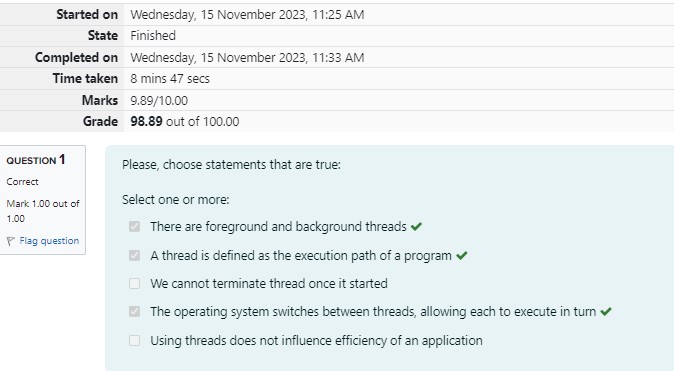 Started on Wednesday, 15 November 2023, 11:25 AM
State Finished
Completed on Wednesday, 15 November 2023, 11:33 AM
Time taken 8 mins 47 secs
Marks 9.89/10.00
Grade 98.89 out of 100.00
QUESTION 1
Correct
Mark 1.00 out of
1.00
Flag question
Please, choose statements that are true:
Select one or more:
There are foreground and background threads
A thread is defined as the execution path of a program
We cannot terminate thread once it started
The operating system switches between threads, allowing each to execute in turn
Using threads does not influence efficiency of an application